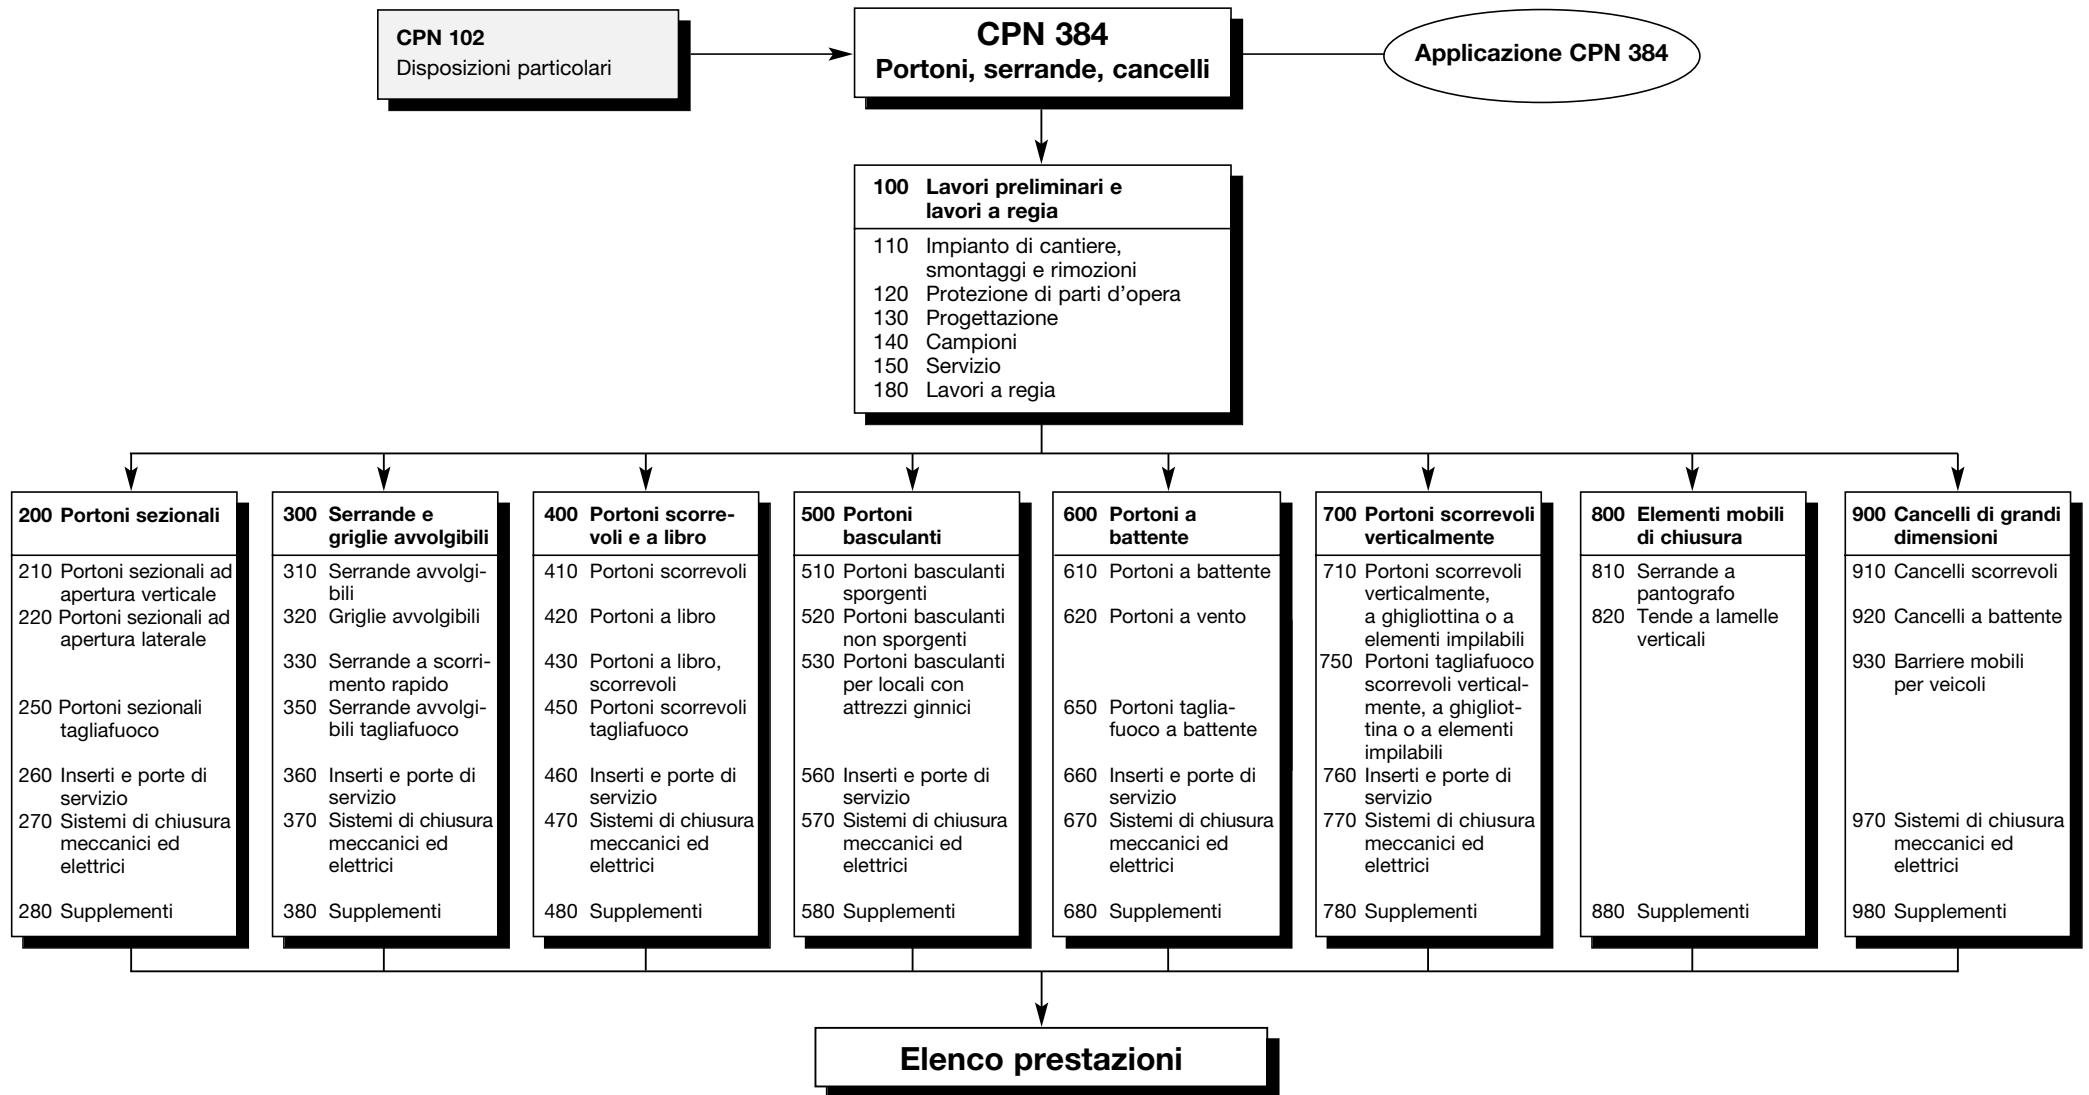 CPN 102
Disposizioni particolari
CPN 384
Portoni, serrande, cancelli
Applicazione CPN 384
100 Lavori preliminari e
lavori a regia
110 Impianto di cantiere,
smontaggi e rimozioni
120 Protezione di parti d'opera
130 Progettazione
140 Campioni
150 Servizio
180 Lavori a regia
200 Portoni sezionali
210 Portoni sezionali ad
apertura verticale
220 Portoni sezionali ad
apertura laterale
250 Portoni sezionali
tagliafuoco
260 Inserti e porte di
servizio
270 Sistemi di chiusura
meccanici ed
elettrici
280 Supplementi
300 Serrande e
griglie avvolgibili
310 Serrande avvolgi-
bili
320 Griglie avvolgibili
330 Serrande a scorri-
mento rapido
350 Serrande avvolgi-
bili tagliafuoco
360 Inserti e porte di
servizio
370 Sistemi di chiusura
meccanici ed
elettrici
380 Supplementi
400 Portoni scorre-
voli e a libro
410 Portoni scorrevoli
420 Portoni a libro
430 Portoni a libro,
scorrevoli
450 Portoni scorrevoli
tagliafuoco
460 Inserti e porte di
servizio
470 Sistemi di chiusura
meccanici ed
elettrici
480 Supplementi
500 Portoni
basculanti
510 Portoni basculanti
sporgenti
520 Portoni basculanti
non sporgenti
530 Portoni basculanti
per locali con
attrezzi ginnici
560 Inserti e porte di
servizio
570 Sistemi di chiusura
meccanici ed
elettrici
580 Supplementi
600 Portoni a
battente
610 Portoni a battente
620 Portoni a vento
650 Portoni taglia-
fuoco a battente
660 Inserti e porte di
servizio
670 Sistemi di chiusura
meccanici ed
elettrici
680 Supplementi
700 Portoni scorrevoli
verticalmente
710 Portoni scorrevoli
verticalmente,
a ghigliottina o a
elementi impilabili
750 Portoni tagliafuoco
scorrevoli vertical-
mente, a ghigliot-
tina o a elementi
impilabili
760 Inserti e porte di
servizio
770 Sistemi di chiusura
meccanici ed
elettrici
780 Supplementi
800 Elementi mobili
di chiusura
810 Serrande a
pantografo
820 Tende a lamelle
verticali
880 Supplementi
900 Cancelli di grandi
dimensioni
910 Cancelli scorrevoli
920 Cancelli a battente
930 Barriere mobili
per veicoli
970 Sistemi di chiusura
meccanici ed
elettrici
980 Supplementi
Elenco prestazioni